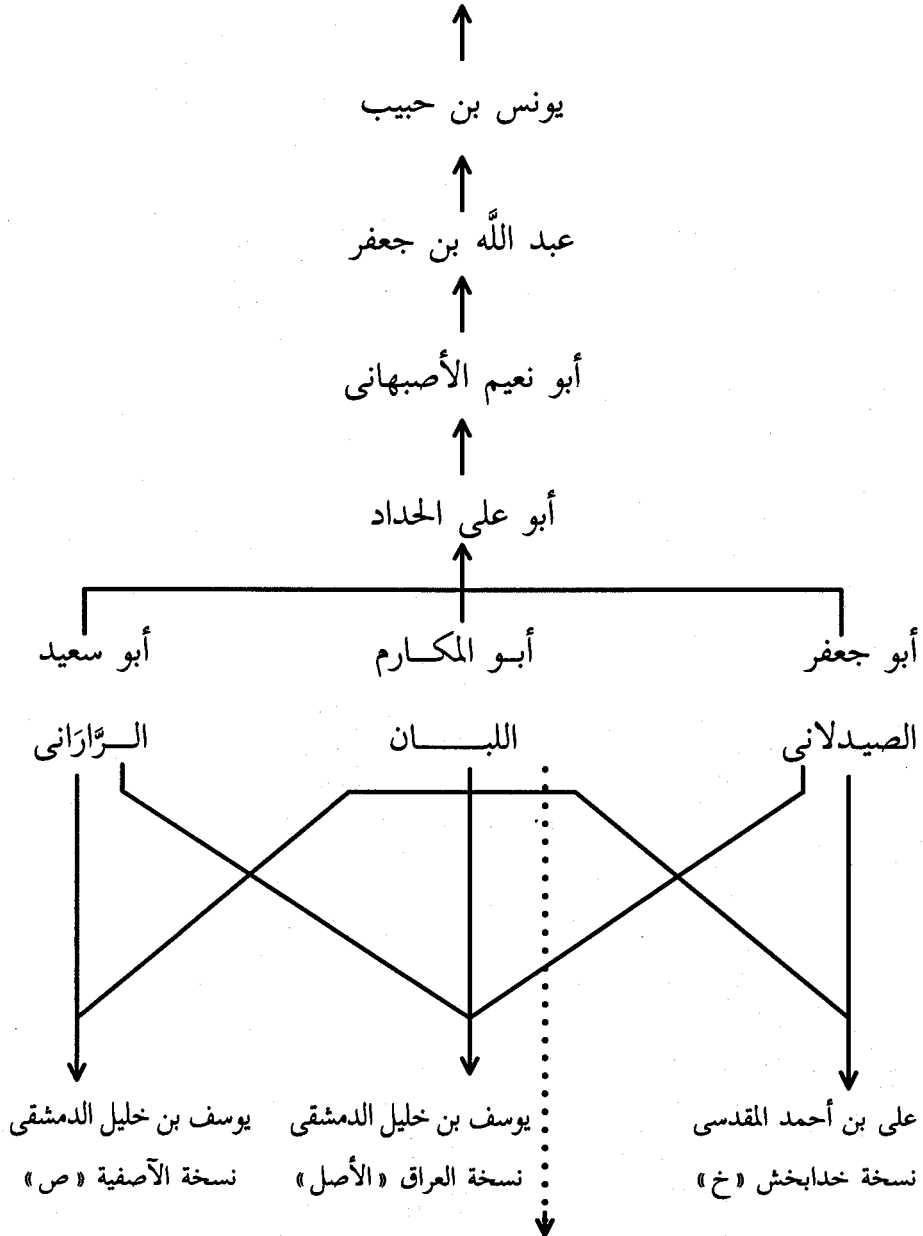 يونس بن حبيب
عبد اللَّه بن جعفر
أبو نعيم الأصبهانى
أبو على الحداد
أبو جعفر
أبو المكارم
أبو سعيد
الصيدلانى
اللبان
الرَّارَانى
على بن أحمد المقدسى
يوسف بن خليل الدمشقى
يوسف بن خليل الدمشقى
نسخة خدابخش «خ»
نسخة العراق «الأصل»
نسخة الآصفية «ص»